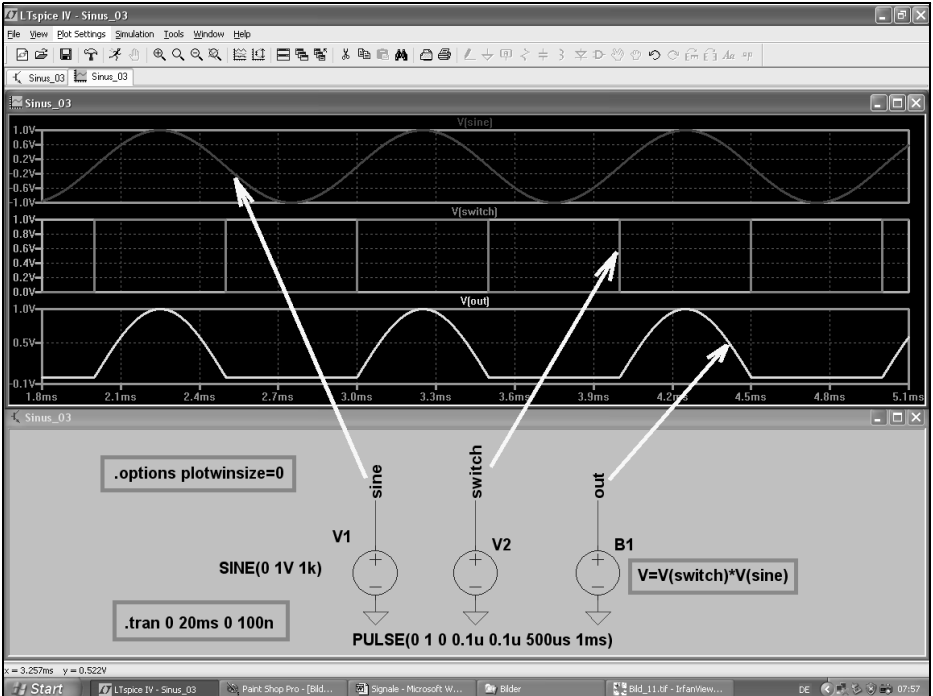 LTspice IV - Sinus_03
File View Plot Settings Simulation Tools Window Help
Sinus_03 Sinus_03
Sinus_03
V[sine]
1.0V
0.6V
0.2V
-0.2V
-0.6V
-1.0V
V[switch]
1.0V
0.8V
0.6V
0.4V
0.2V
0.0V
V[out]
1.0V
0.5V
-0.1V
1.8ms 2.1ms 2.4ms 2.7ms 3.0ms 3.3ms 3.6ms 3.9ms 4.2ms 4.5ms 4.8ms 5.1ms
Sinus_03
.options plotwinsize=0
sine
switch
out
V1
V2
B1
SINE(0 1V 1k)
V=V(switch)*V(sine)
.tran 0 20ms 0 100n
PULSE(0 1 0 0.1u 0.1u 500us 1ms)
x = 3.257ms y = 0.522V
Start LTspice IV - Sinus_03 Paint Shop Pro - [Bild... Signale - Microsoft W... Bilder Bild_11.tif - IrfanView... DE 07:57